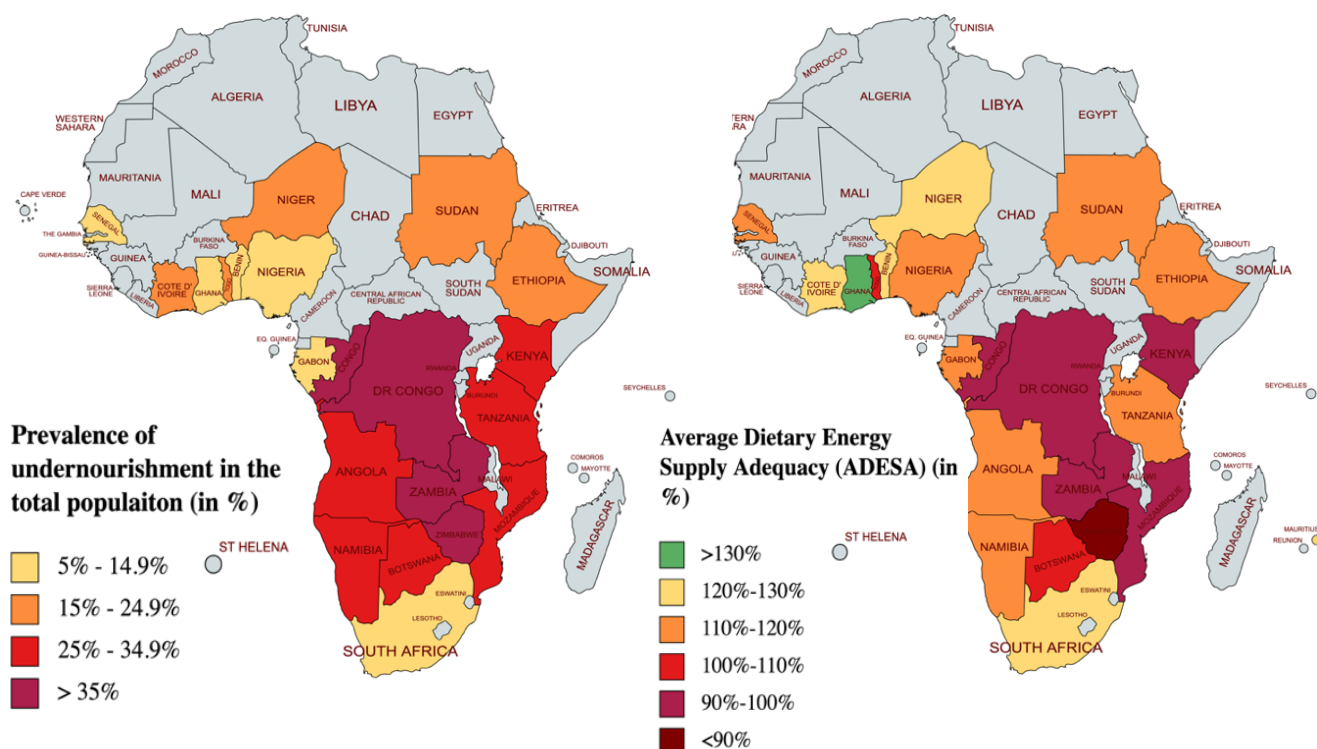 TUNISIA
MOROCCO
ALGERIA
LIBYA
EGYPT
WESTERN
SAHARA
MAURITANIA
MALI
NIGER
CHAD
SUDAN
ERITREA
CAPE VERDE
SENEGAL
THE GAMBIA
GUINEA-BISSAU
GUINEA
BURKINA
FASO
BENIN
NIGERIA
DJIBOUTI
SOMALIA
ETHIOPIA
SIERRA
LEONE
LIBERIA
COTE D'
IVOIRE
GHANA
TOGO
CAMEROON
CENTRAL AFRICAN
REPUBLIC
SOUTH
SUDAN
EQ. GUINEA
GABON
CONGO
DR CONGO
UGANDA
KENYA
RWANDA
BURUNDI
TANZANIA
SEYCHELLES
ANGOLA
ZAMBIA
MALAWI
MOZAMBIQUE
COMOROS
MAYOTTE
ZIMBABWE
NAMIBIA
BOTSWANA
MADAGASCAR
ESWATINI
LESOTHO
SOUTH AFRICA
ST HELENA
Prevalence of
undernourishment in the
total populaiton (in %)
5% - 14.9%
15% - 24.9%
25% - 34.9%
> 35%
TUNISIA
MOROCCO
ALGERIA
LIBYA
EGYPT
TERN
RA
MAURITANIA
MALI
NIGER
CHAD
SUDAN
ERITREA
SENEGAL
GUINEA
BURKINA
FASO
BENIN
NIGERIA
DJIBOUTI
SOMALIA
ETHIOPIA
SIERRA
LEONE
LIBERIA
COTE D'
IVOIRE
GHANA
CAMEROON
CENTRAL AFRICAN
REPUBLIC
SOUTH
SUDAN
EQ. GUINEA
GABON
CONGO
DR CONGO
UGANDA
KENYA
RWANDA
BURUNDI
TANZANIA
SEYCHELLES
ANGOLA
ZAMBIA
MALAWI
MOZAMBIQUE
COMOROS
MAYOTTE
NAMIBIA
BOTSWANA
MADAGASCAR
MAURITIUS
REUNION
ESWATINI
LESOTHO
SOUTH AFRICA
ST HELENA
Average Dietary Energy
Supply Adequacy (ADESA) (in
%)
>130%
120%-130%
110%-120%
100%-110%
90%-100%
<90%